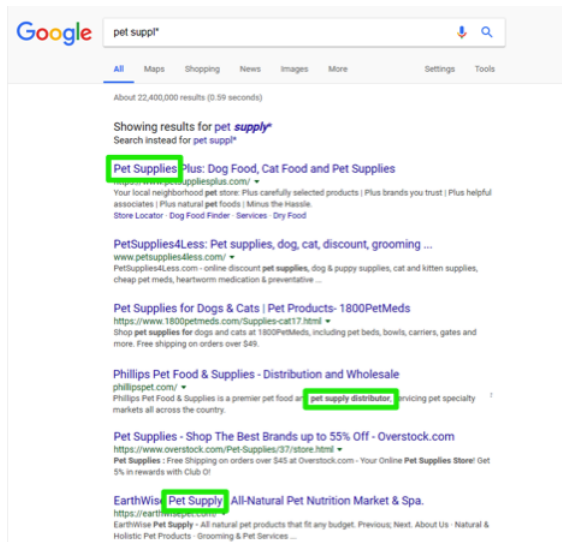 Google
pet suppl*
All Maps Shopping News Images More Settings Tools
About 22,400,000 results (0.59 seconds)
Showing results for pet supply*
Search instead for pet suppl*
Pet Supplies Plus: Dog Food, Cat Food and Pet Supplies
https://www.petsuppliesplus.com/
Your local neighborhood pet store: Plus carefully selected products | Plus brands you trust | Plus helpful
associates | Plus natural pet foods | Minus the Hassle.
Store Locator · Dog Food Finder · Services · Dry Food
PetSupplies4Less: Pet supplies, dog, cat, discount, grooming ...
www.petsupplies4less.com/
PetSupplies4Less.com - online discount pet supplies, dog & puppy supplies, cat and kitten supplies,
cheap pet meds, heartworm medication & preventative ...
Pet Supplies for Dogs & Cats | Pet Products- 1800PetMeds
https://www.1800petmeds.com/Supplies-cat17.html
Shop pet supplies for dogs and cats at 1800PetMeds, including pet beds, bowls, carriers, gates and
more. Free shipping on orders over $49.
Phillips Pet Food & Supplies - Distribution and Wholesale
phillipspet.com/
Phillips Pet Food & Supplies is a premier pet food and pet supply distributor, servicing pet specialty
markets all across the country.
Pet Supplies - Shop The Best Brands up to 55% Off - Overstock.com
https://www.overstock.com/Pet-Supplies/37/store.html
Pet Supplies : Free Shipping on orders over $45 at Overstock.com - Your Online Pet Supplies Store! Get
5% in rewards with Club O!
EarthWise Pet Supply: All-Natural Pet Nutrition Market & Spa.
https://earthwisepet.com/
EarthWise Pet Supply - All natural pet products that fit any budget. Previous; Next. About Us · Natural &
Holistic Pet Products · Grooming & Pet Services ...